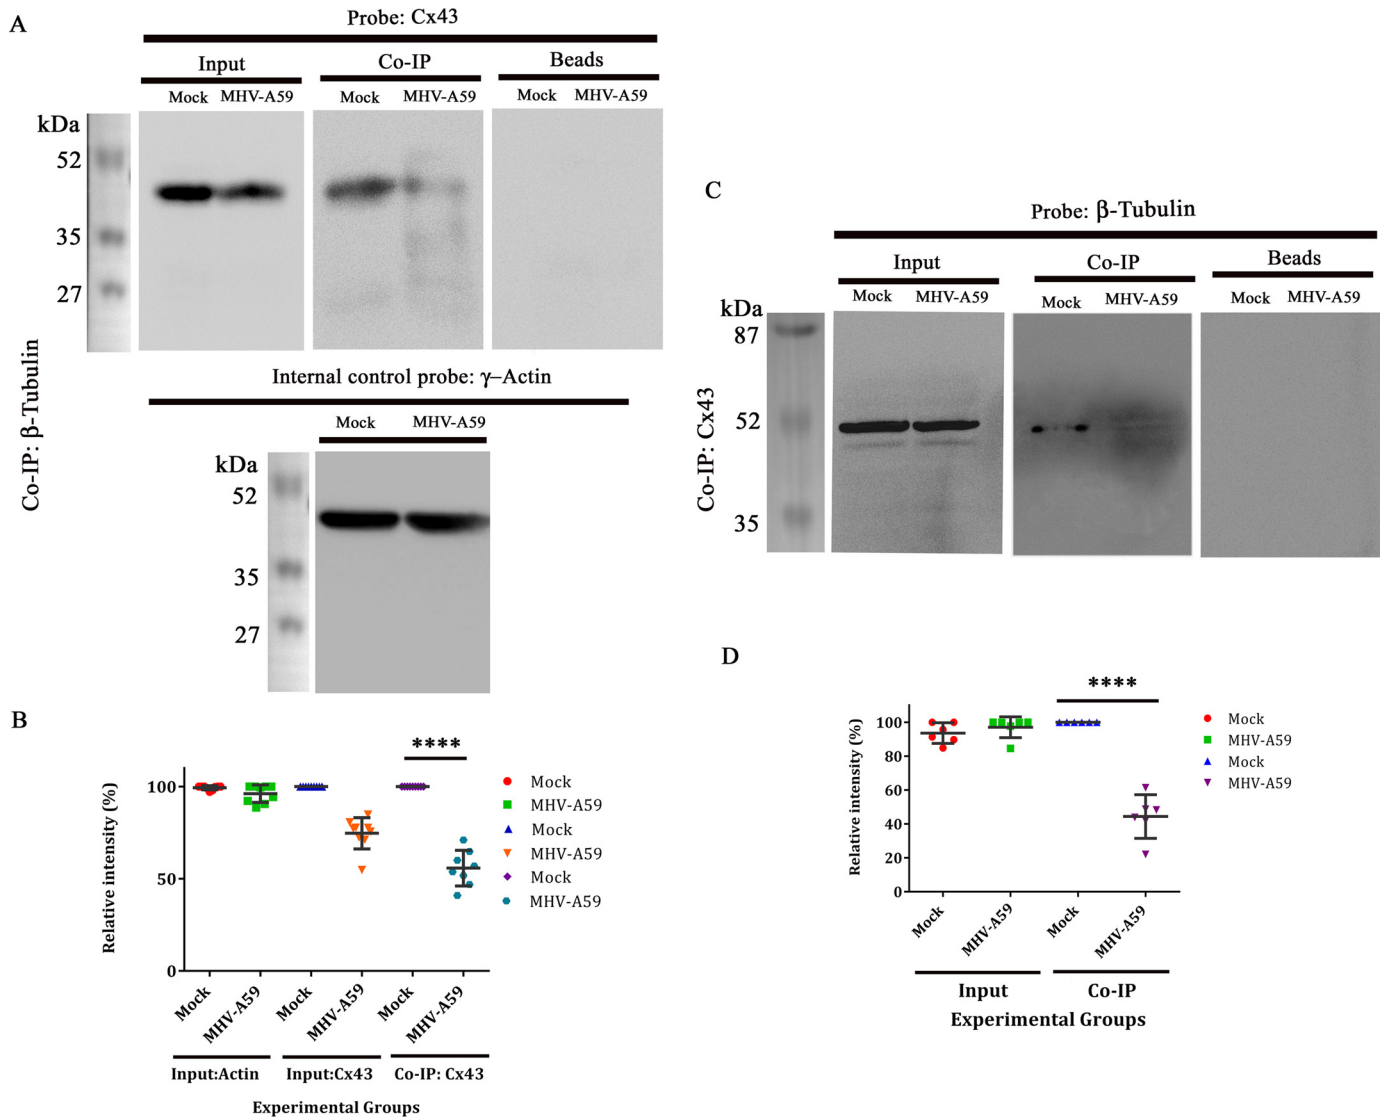 A
Probe: Cx43
Input
Co-IP
Beads
Mock MHV-A59
Mock MHV-A59
Mock MHV-A59
kDa
52
35
27
Co-IP: β-Tubulin
Internal control probe: γ–Actin
Mock MHV-A59
kDa
52
35
27
B
****
100
50
0
Relative intensity (%)
Mock
MHV-A59
Mock
MHV-A59
Mock
MHV-A59
Input:Actin
Input:Cx43
Co-IP: Cx43
Experimental Groups
Mock
MHV-A59
Mock
MHV-A59
Mock
MHV-A59
C
Probe: β-Tubulin
Input
Co-IP
Beads
Mock MHV-A59
Mock MHV-A59
Mock MHV-A59
kDa
87
52
35
Co-IP: Cx43
D
****
100
80
60
40
20
0
Relative intensity (%)
Mock
MHV-A59
Mock
MHV-A59
Input
Co-IP
Experimental Groups
Mock
MHV-A59
Mock
MHV-A59